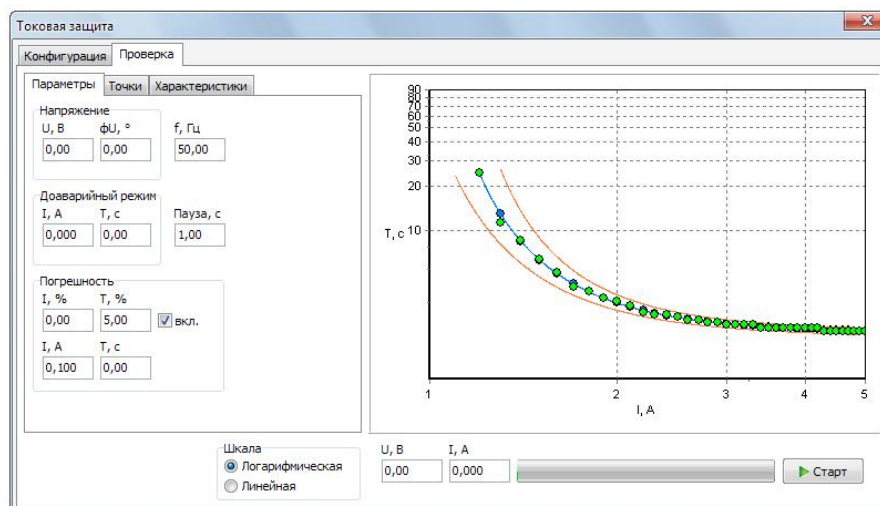 Токовая защита
Конфигурация Проверка
Параметры Точки Характеристики
Напряжение
U, В ϕU, ° f, Гц
0,00 0,00 50,00
Доаварийный режим
I, А T, с Пауза, с
0,000 0,00 1,00
Погрешность
I, % T, %
0,00 5,00 вкл.
I, А T, с
0,100 0,00
90
80
70
60
50
40
30
20
T, с 10
1 2 3 4 5
I, А
Шкала
Логарифмическая
Линейная
U, В I, А
0,00 0,000 Старт